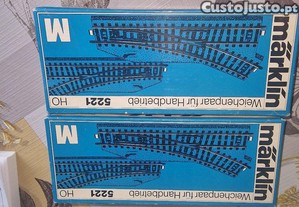 CustoJusto.pt
M
HO
5221
Weichenpaar für Handbetrieb
märklin
M
HO
5221
Weichenpaar für Handbetrieb
märklin